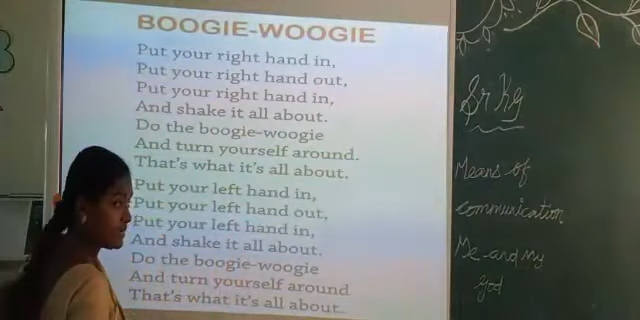 BOOGIE-WOOGIE
Put your right hand in,
Put your right hand out,
Put your right hand in,
And shake it all about.
Do the boogie-woogie
And turn yourself around.
That's what it's all about.
Put your left hand in,
Put your left hand out,
Put your left hand in,
And shake it all about.
Do the boogie-woogie
And turn yourself around
That's what it's all about.
Sr Kg
Means of
communication
Me and My
God